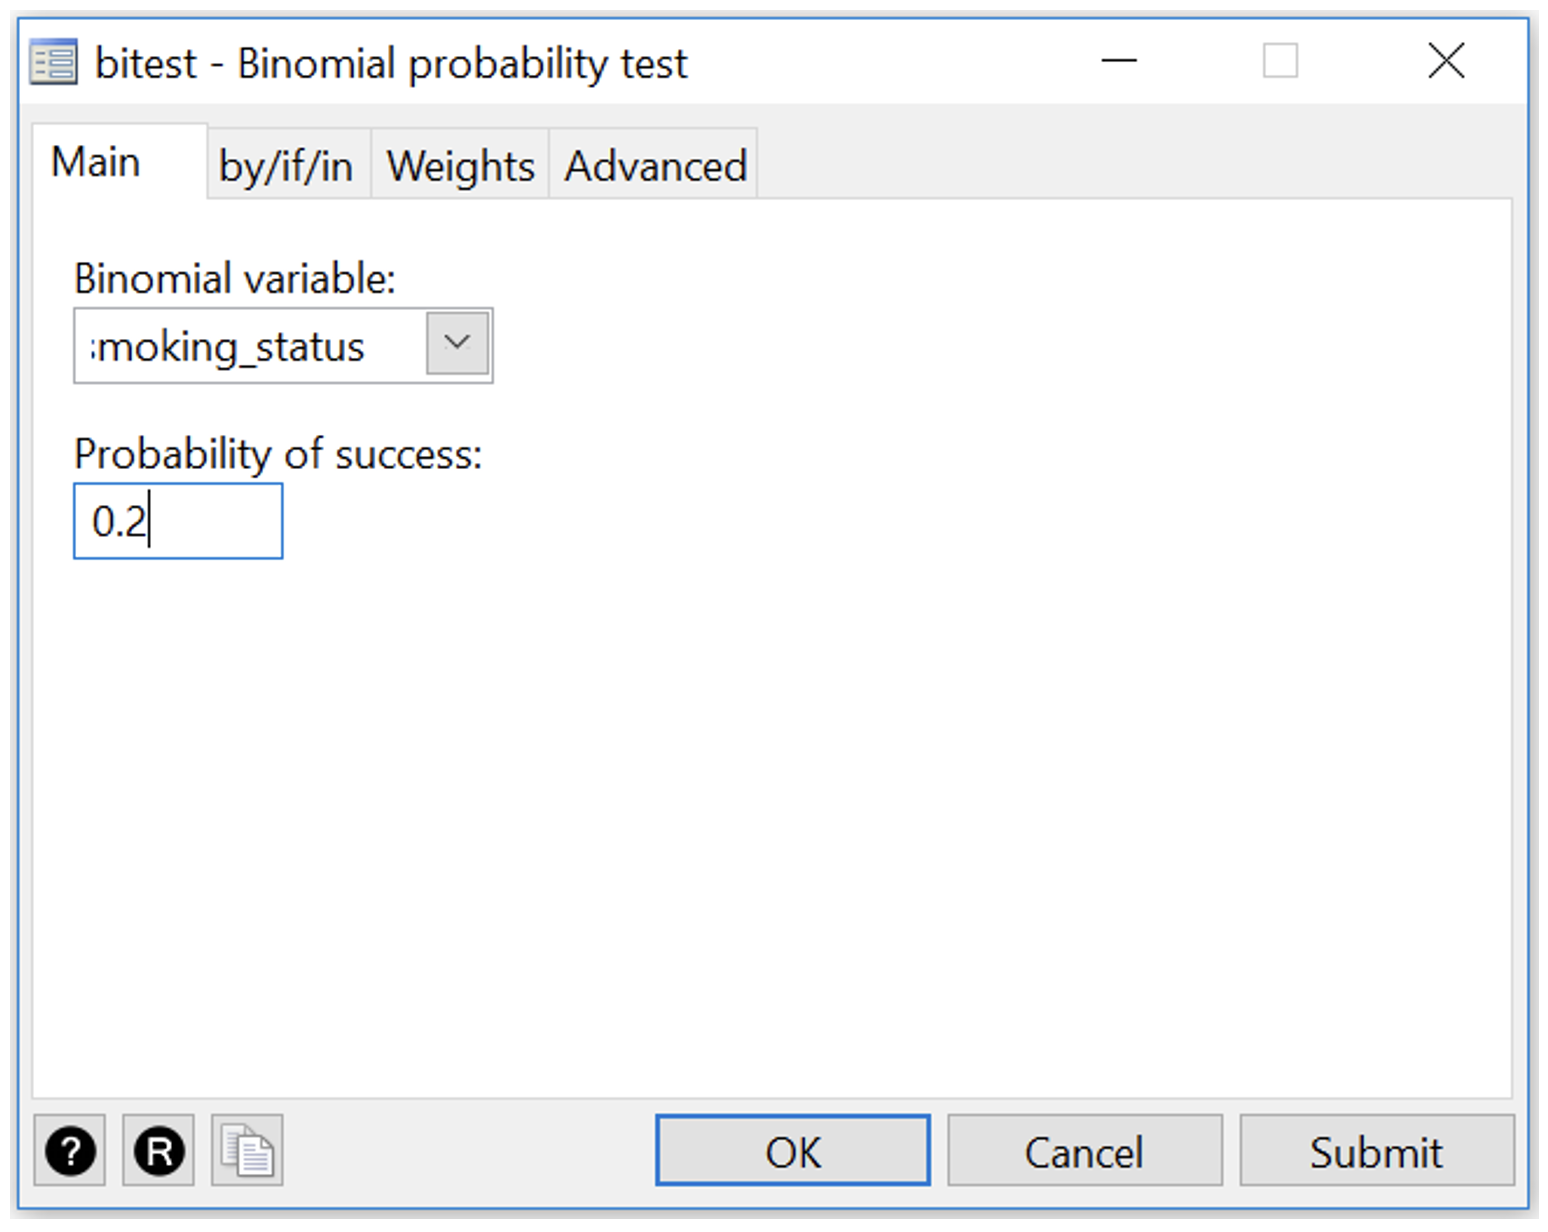 bitest - Binomial probability test
Main by/if/in Weights Advanced
Binomial variable:
moking_status
Probability of success:
0.2
? R OK Cancel Submit